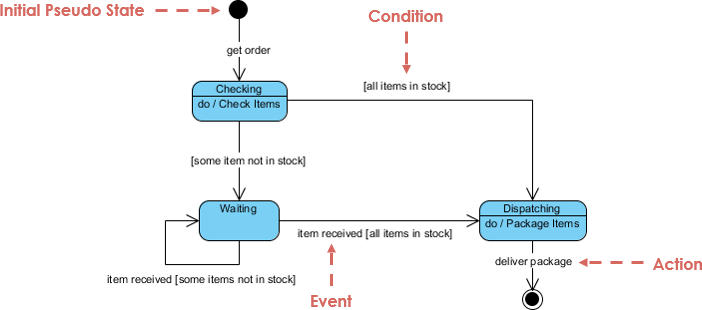 Initial Pseudo State
Condition
get order
Checking
do / Check Items
[all items in stock]
[some item not in stock]
Waiting
item received [all items in stock]
Dispatching
do / Package Items
item received [some items not in stock]
deliver package
Action
Event